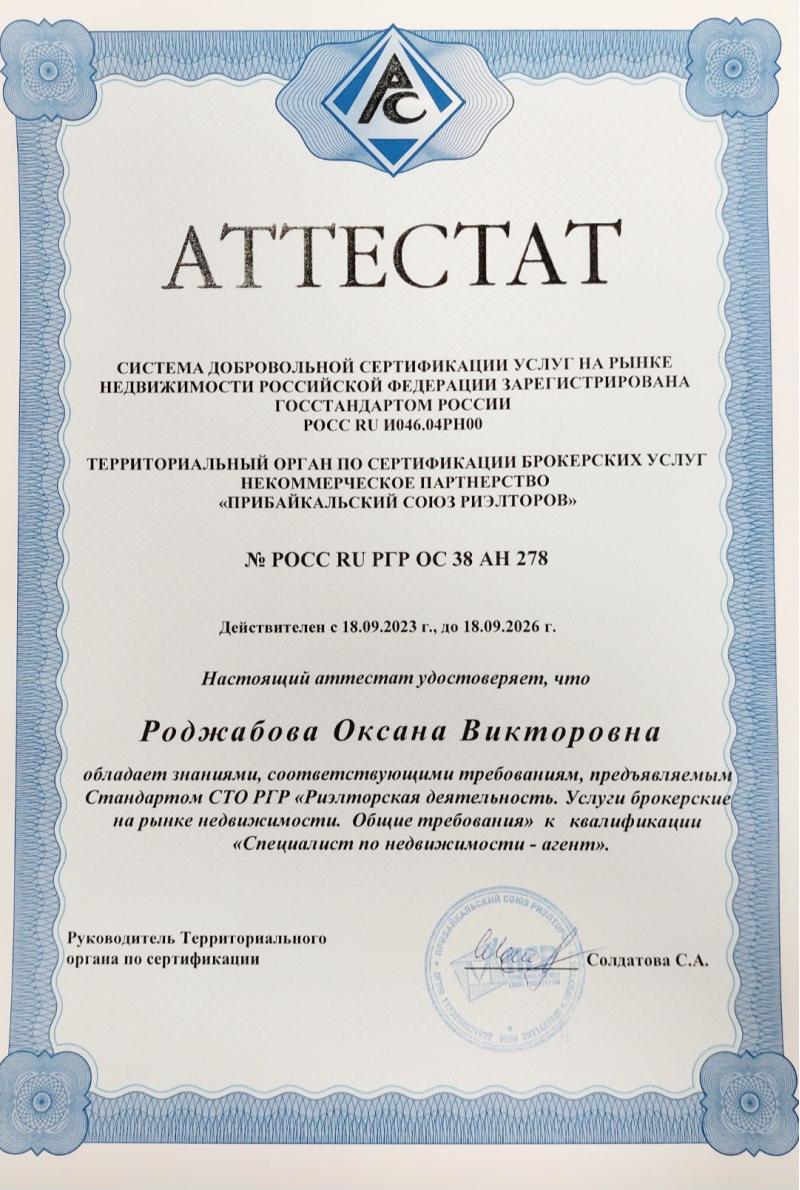 АС
АТТЕСТАТ
СИСТЕМА ДОБРОВОЛЬНОЙ СЕРТИФИКАЦИИ УСЛУГ НА РЫНКЕ
НЕДВИЖИМОСТИ РОССИЙСКОЙ ФЕДЕРАЦИИ ЗАРЕГИСТРИРОВАНА
ГОССТАНДАРТОМ РОССИИ
РОСС RU И046.04РН00
ТЕРРИТОРИАЛЬНЫЙ ОРГАН ПО СЕРТИФИКАЦИИ БРОКЕРСКИХ УСЛУГ
НЕКОММЕРЧЕСКОЕ ПАРТНЕРСТВО
«ПРИБАЙКАЛЬСКИЙ СОЮЗ РИЭЛТОРОВ»
№ РОСС RU РГР ОС 38 АН 278
Действителен с 18.09.2023 г., до 18.09.2026 г.
Настоящий аттестат удостоверяет, что
Роджабова Оксана Викторовна
обладает знаниями, соответствующими требованиям, предъявляемым
Стандартом СТО РГР «Риэлторская деятельность. Услуги брокерские
на рынке недвижимости. Общие требования» к квалификации
«Специалист по недвижимости - агент».
ПРИБАЙКАЛЬСКИЙ СОЮЗ РИЭЛТОРОВ
Руководитель Территориального
органа по сертификации
Солдатова С.А.